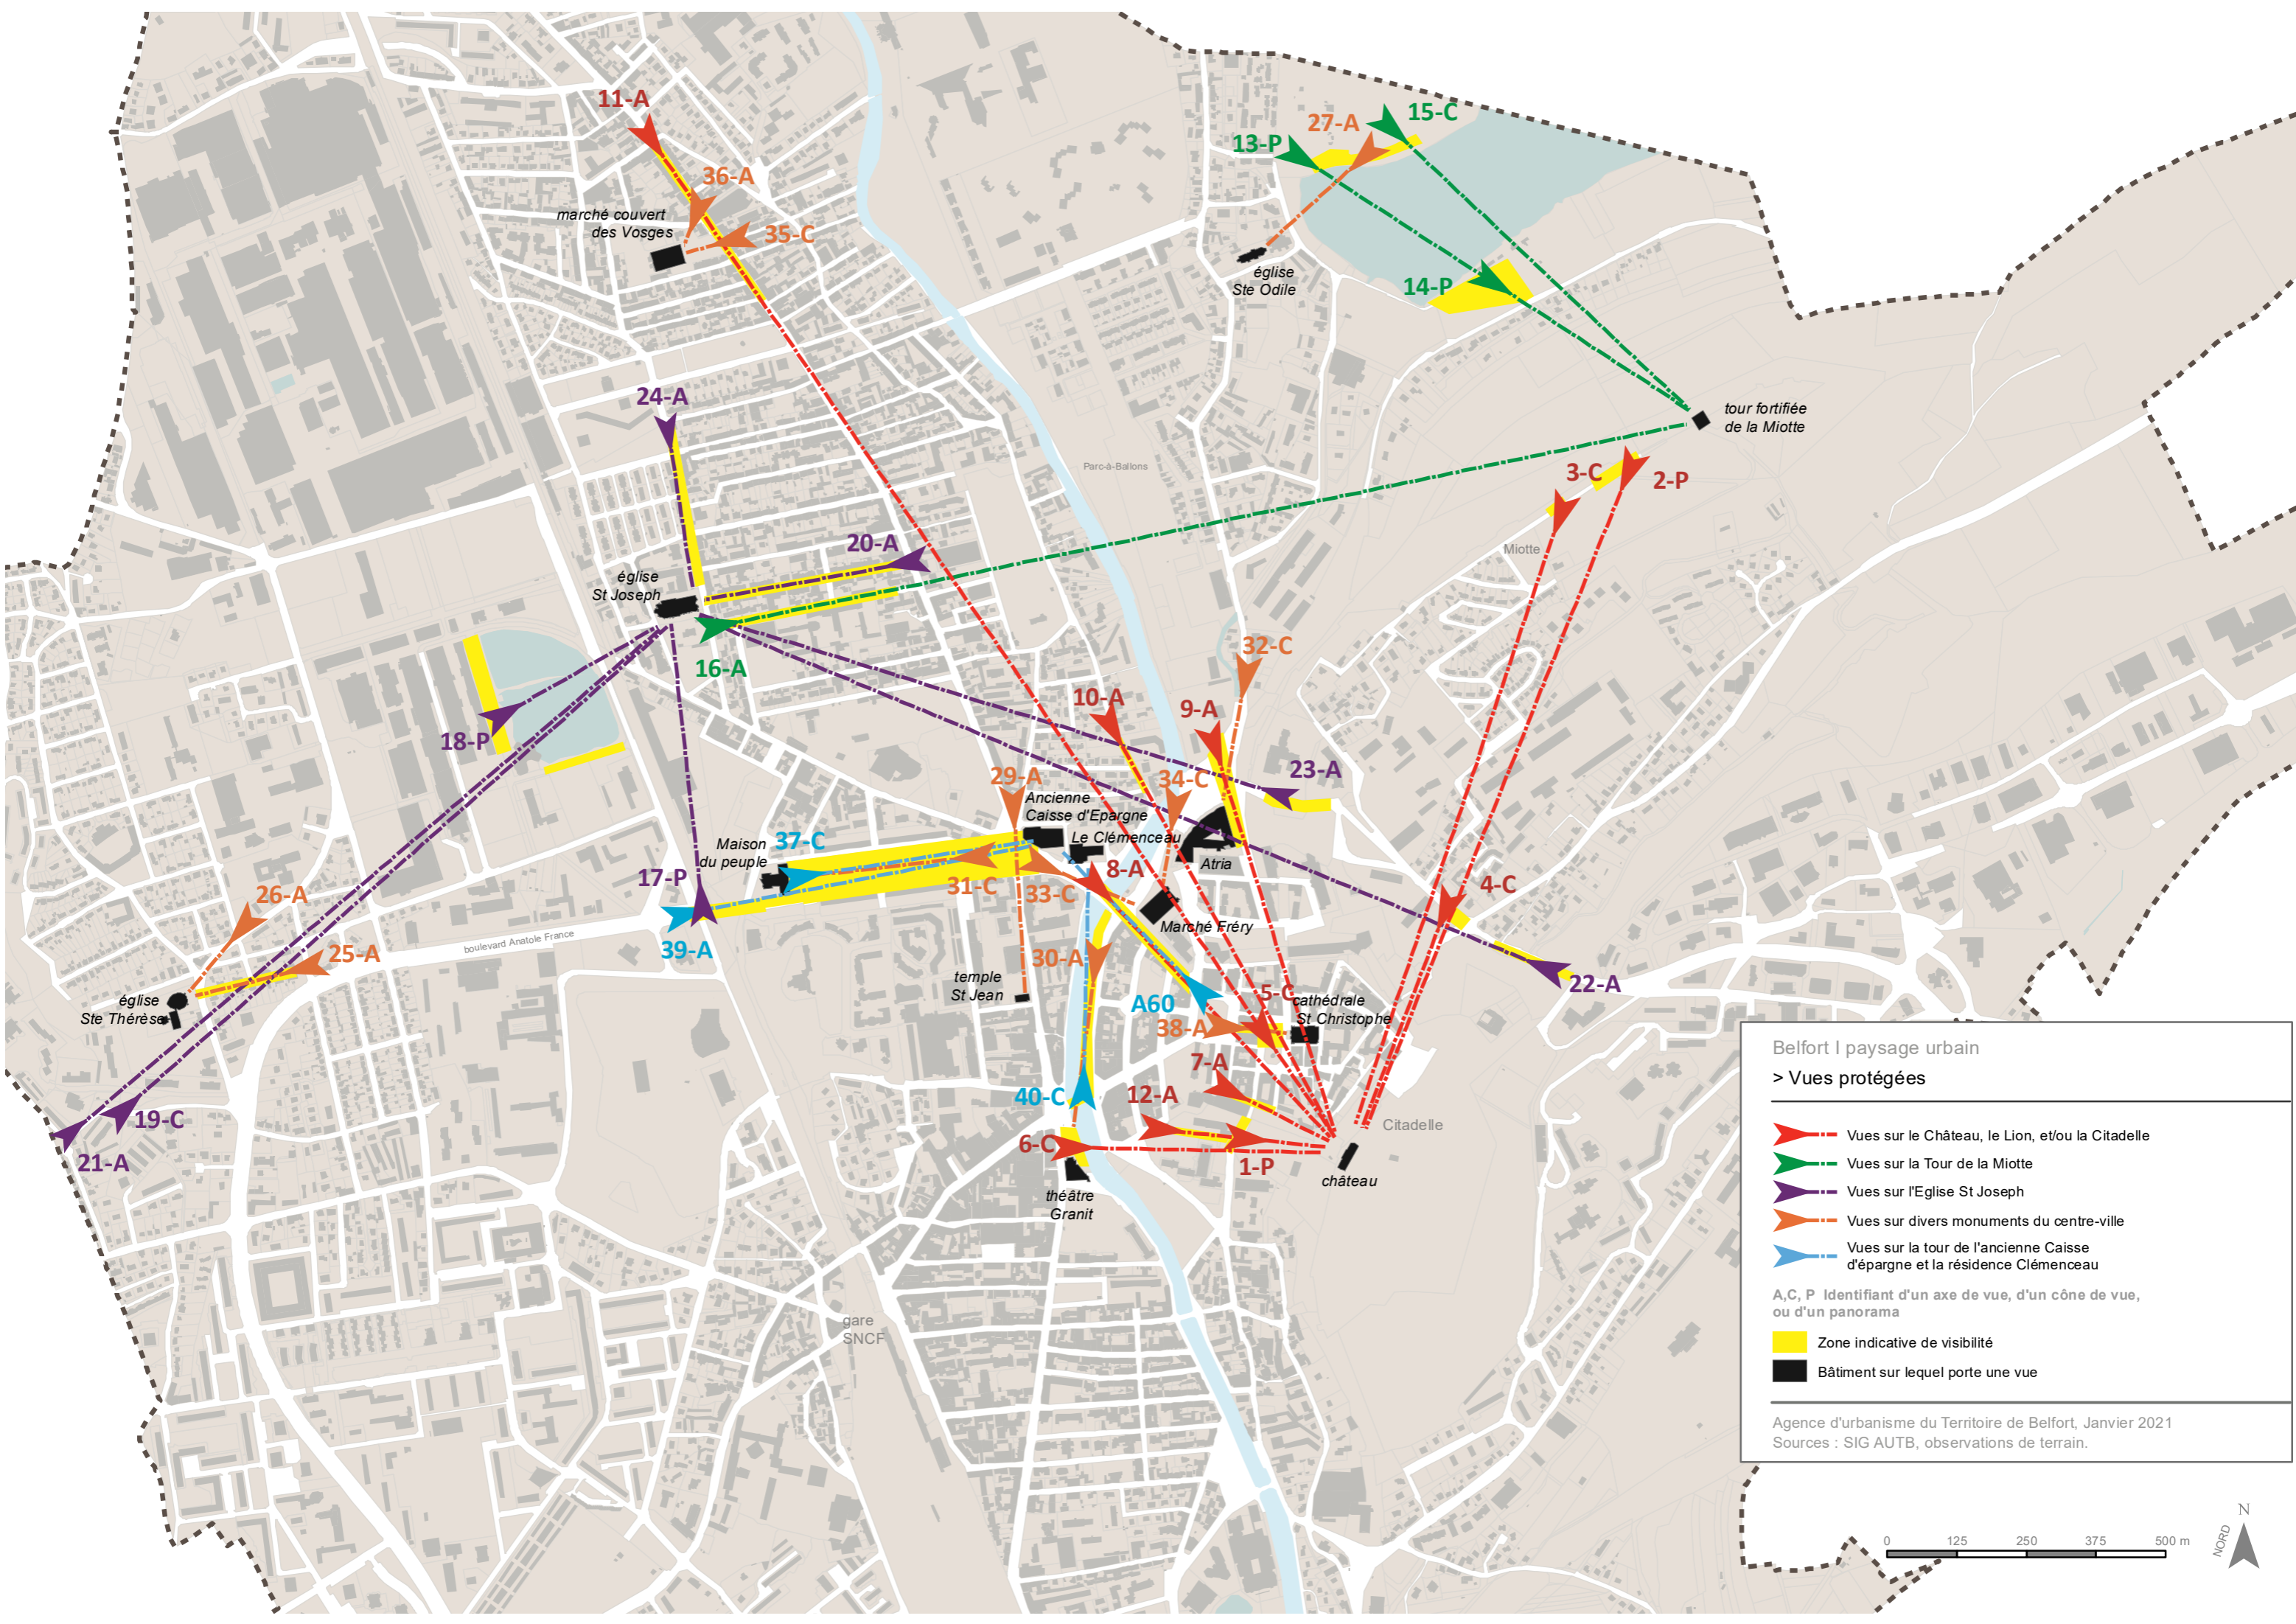 11-A
36-A
marché couvert
des Vosges
35-C
13-P
27-A
15-C
église
Ste Odile
14-P
24-A
tour fortifiée
de la Miotte
Parc-à-Ballons
3-C
2-P
20-A
Miotte
église
St Joseph
16-A
32-C
18-P
10-A
9-A
23-A
29-A
34-C
Ancienne
Caisse d'Epargne
Le Clémenceau
Maison
du peuple
37-C
Atria
8-A
17-P
31-C
33-C
4-C
26-A
Marché Fréry
39-A
boulevard Anatole France
25-A
30-A
temple
St Jean
22-A
église
Ste Thérèse
A60
5-C
cathédrale
St Christophe
38-A
7-A
40-C
12-A
19-C
Citadelle
6-C
21-A
1-P
château
théâtre
Granit
gare
SNCF
Belfort I paysage urbain
> Vues protégées
Vues sur le Château, le Lion, et/ou la Citadelle
Vues sur la Tour de la Miotte
Vues sur l'Eglise St Joseph
Vues sur divers monuments du centre-ville
Vues sur la tour de l'ancienne Caisse
d'épargne et la résidence Clémenceau
A,C, P Identifiant d'un axe de vue, d'un cône de vue,
ou d'un panorama
Zone indicative de visibilité
Bâtiment sur lequel porte une vue
Agence d'urbanisme du Territoire de Belfort, Janvier 2021
Sources : SIG AUTB, observations de terrain.
0 125 250 375 500 m
N
NORD